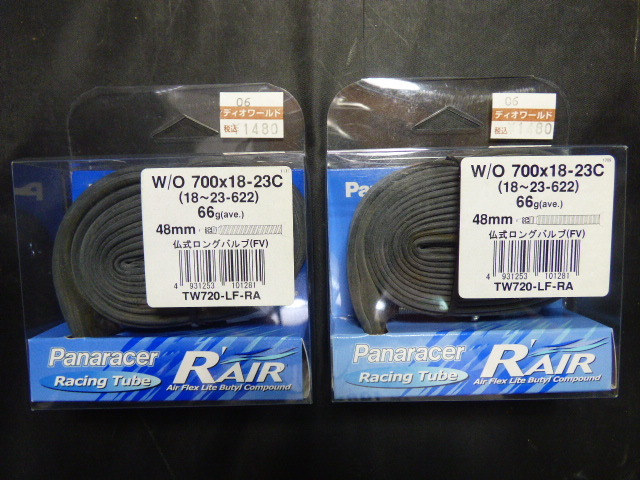 06
ディオワールド
税込 1480
W/O 700x18-23C
(18~23-622)
66g(ave.)
48mm
仏式ロングバルブ(FV)
4 931253 101281
TW720-LF-RA
Panaracer
Racing Tube
R'AIR
Air Flex Lite Butyl Compound
06
ディオワールド
税込 1480
W/O 700x18-23C
(18~23-622)
66g(ave.)
48mm
仏式ロングバルブ(FV)
4 931253 101281
TW720-LF-RA
Panaracer
Racing Tube
R'AIR
Air Flex Lite Butyl Compound